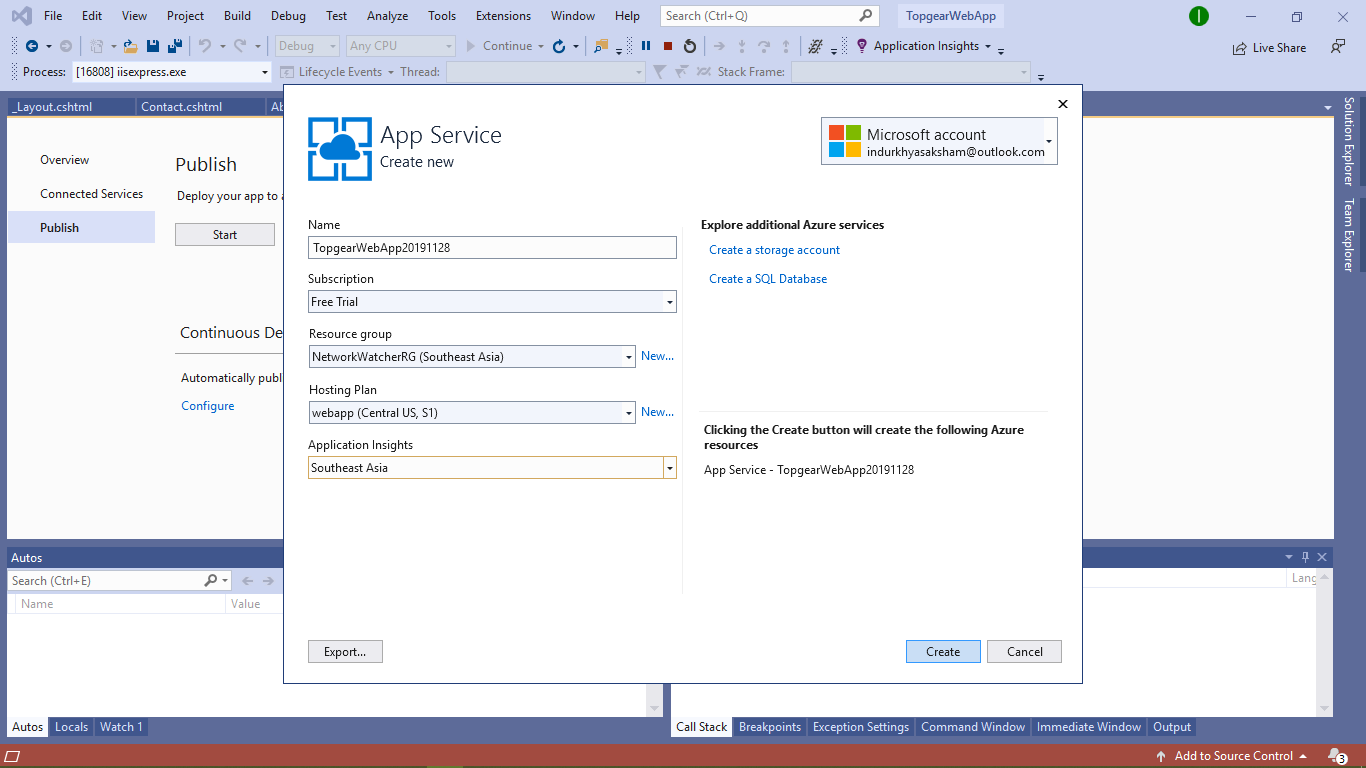 File Edit View Project Build Debug Test Analyze Tools Extensions Window Help Search (Ctrl+Q) TopgearWebApp
Debug Any CPU Continue Application Insights Live Share
Process: [16808] iisexpress.exe Lifecycle Events Thread: Stack Frame:
_Layout.cshtml Contact.cshtml Ab
Solution Explorer
Team Explorer
Overview
Connected Services
Publish
Publish
Deploy your app to a
Start
Continuous De
Automatically publ
Configure
App Service
Create new
Microsoft account
indurkhyasaksham@outlook.com
Name
TopgearWebApp20191128
Subscription
Free Trial
Resource group
NetworkWatcherRG (Southeast Asia) New...
Hosting Plan
webapp (Central US, S1) New...
Application Insights
Southeast Asia
Explore additional Azure services
Create a storage account
Create a SQL Database
Clicking the Create button will create the following Azure
resources
App Service - TopgearWebApp20191128
Export... Create Cancel
Autos
Search (Ctrl+E)
Name Value
Lang
Autos Locals Watch 1
Call Stack Breakpoints Exception Settings Command Window Immediate Window Output
Add to Source Control 3